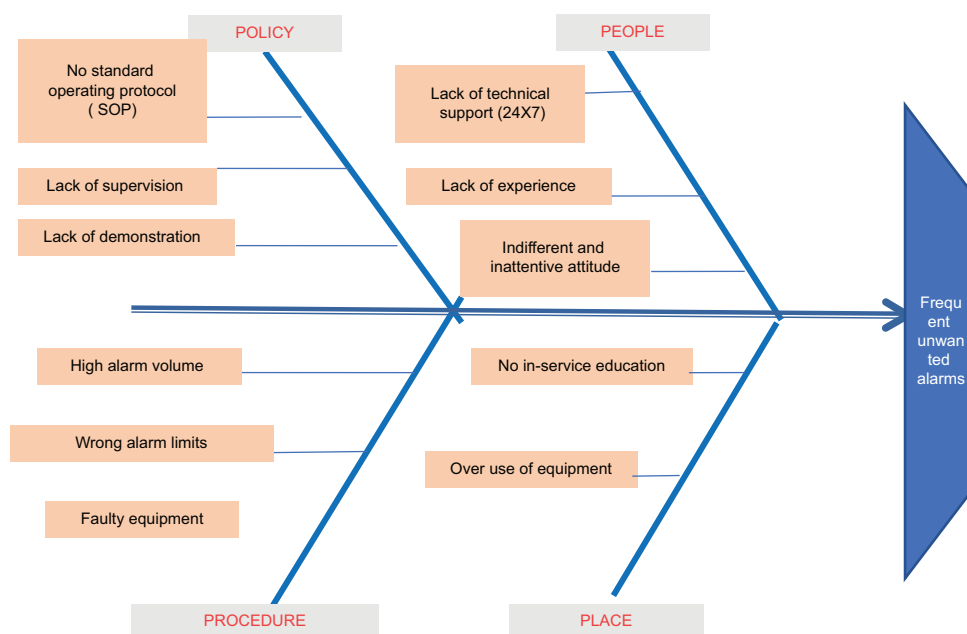 POLICY
PEOPLE
No standard
operating protocol
( SOP)
Lack of technical
support (24X7)
Lack of supervision
Lack of experience
Lack of demonstration
Indifferent and
inattentive attitude
Frequ
ent
unwan
ted
alarms
High alarm volume
No in-service education
Wrong alarm limits
Over use of equipment
Faulty equipment
PROCEDURE
PLACE